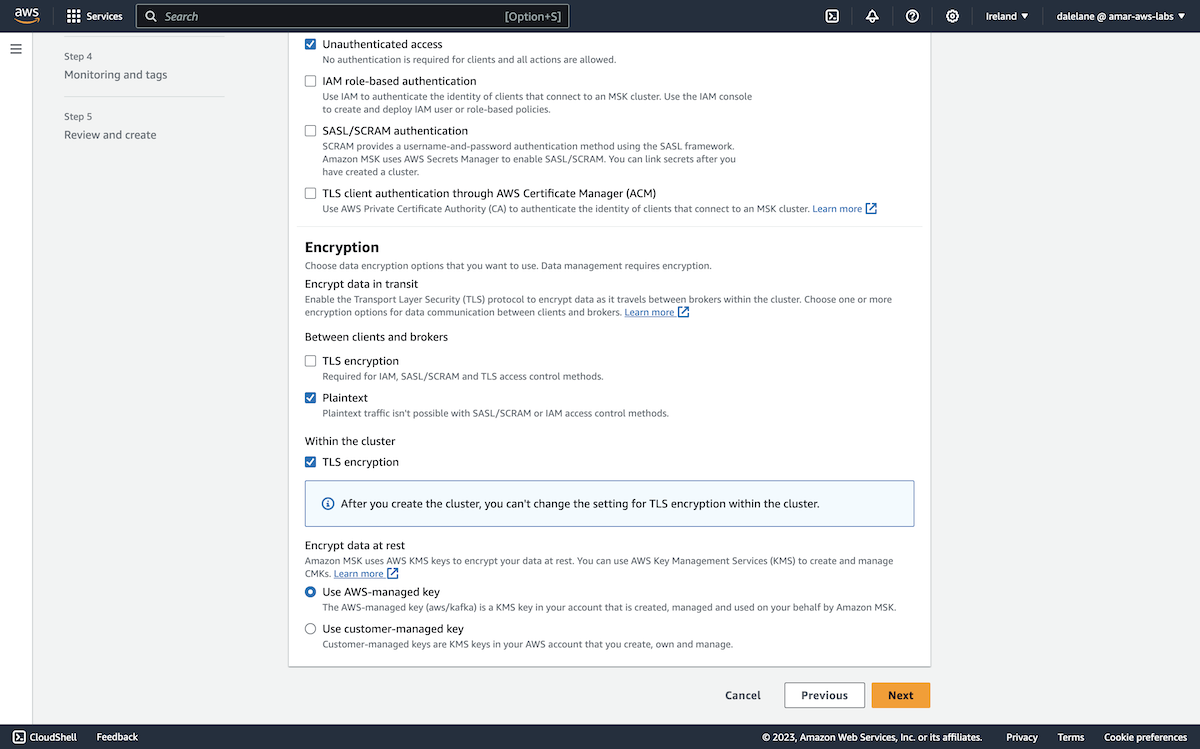 aws
Services
Search
[Option+S]
Ireland ▼
dalelane @ amar-aws-labs ▼
Step 4
Monitoring and tags
Step 5
Review and create
Unauthenticated access
No authentication is required for clients and all actions are allowed.
IAM role-based authentication
Use IAM to authenticate the identity of clients that connect to an MSK cluster. Use the IAM console
to create and deploy IAM user or role-based policies.
SASL/SCRAM authentication
SCRAM provides a username-and-password authentication method using the SASL framework.
Amazon MSK uses AWS Secrets Manager to enable SASL/SCRAM. You can link secrets after you
have created a cluster.
TLS client authentication through AWS Certificate Manager (ACM)
Use AWS Private Certificate Authority (CA) to authenticate the identity of clients that connect to an MSK cluster. Learn more
Encryption
Choose data encryption options that you want to use. Data management requires encryption.
Encrypt data in transit
Enable the Transport Layer Security (TLS) protocol to encrypt data as it travels between brokers within the cluster. Choose one or more
encryption options for data communication between clients and brokers. Learn more
Between clients and brokers
TLS encryption
Required for IAM, SASL/SCRAM and TLS access control methods.
Plaintext
Plaintext traffic isn't possible with SASL/SCRAM or IAM access control methods.
Within the cluster
TLS encryption
After you create the cluster, you can't change the setting for TLS encryption within the cluster.
Encrypt data at rest
Amazon MSK uses AWS KMS keys to encrypt your data at rest. You can use AWS Key Management Services (KMS) to create and manage
CMKs. Learn more
Use AWS-managed key
The AWS-managed key (aws/kafka) is a KMS key in your account that is created, managed and used on your behalf by Amazon MSK.
Use customer-managed key
Customer-managed keys are KMS keys in your AWS account that you create, own and manage.
Cancel
Previous
Next
CloudShell
Feedback
© 2023, Amazon Web Services, Inc. or its affiliates.
Privacy
Terms
Cookie preferences